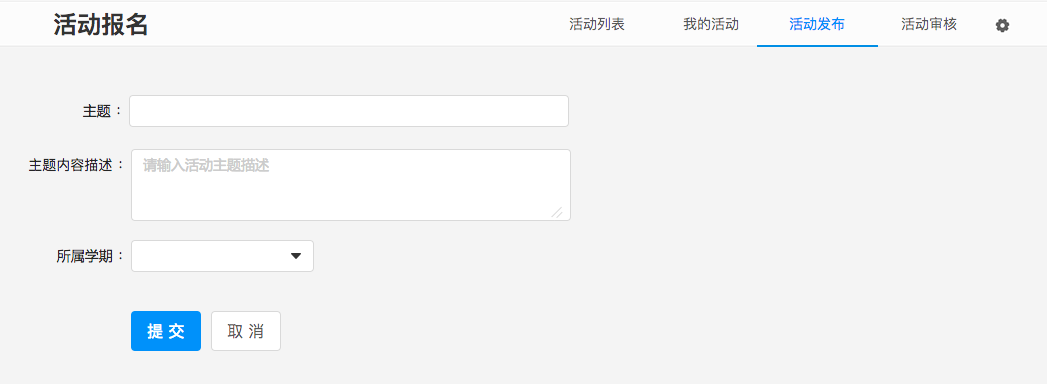 活动报名 活动列表 我的活动 活动发布 活动审核
主题：
主题内容描述： 请输入活动主题描述
所属学期：
提 交 取 消